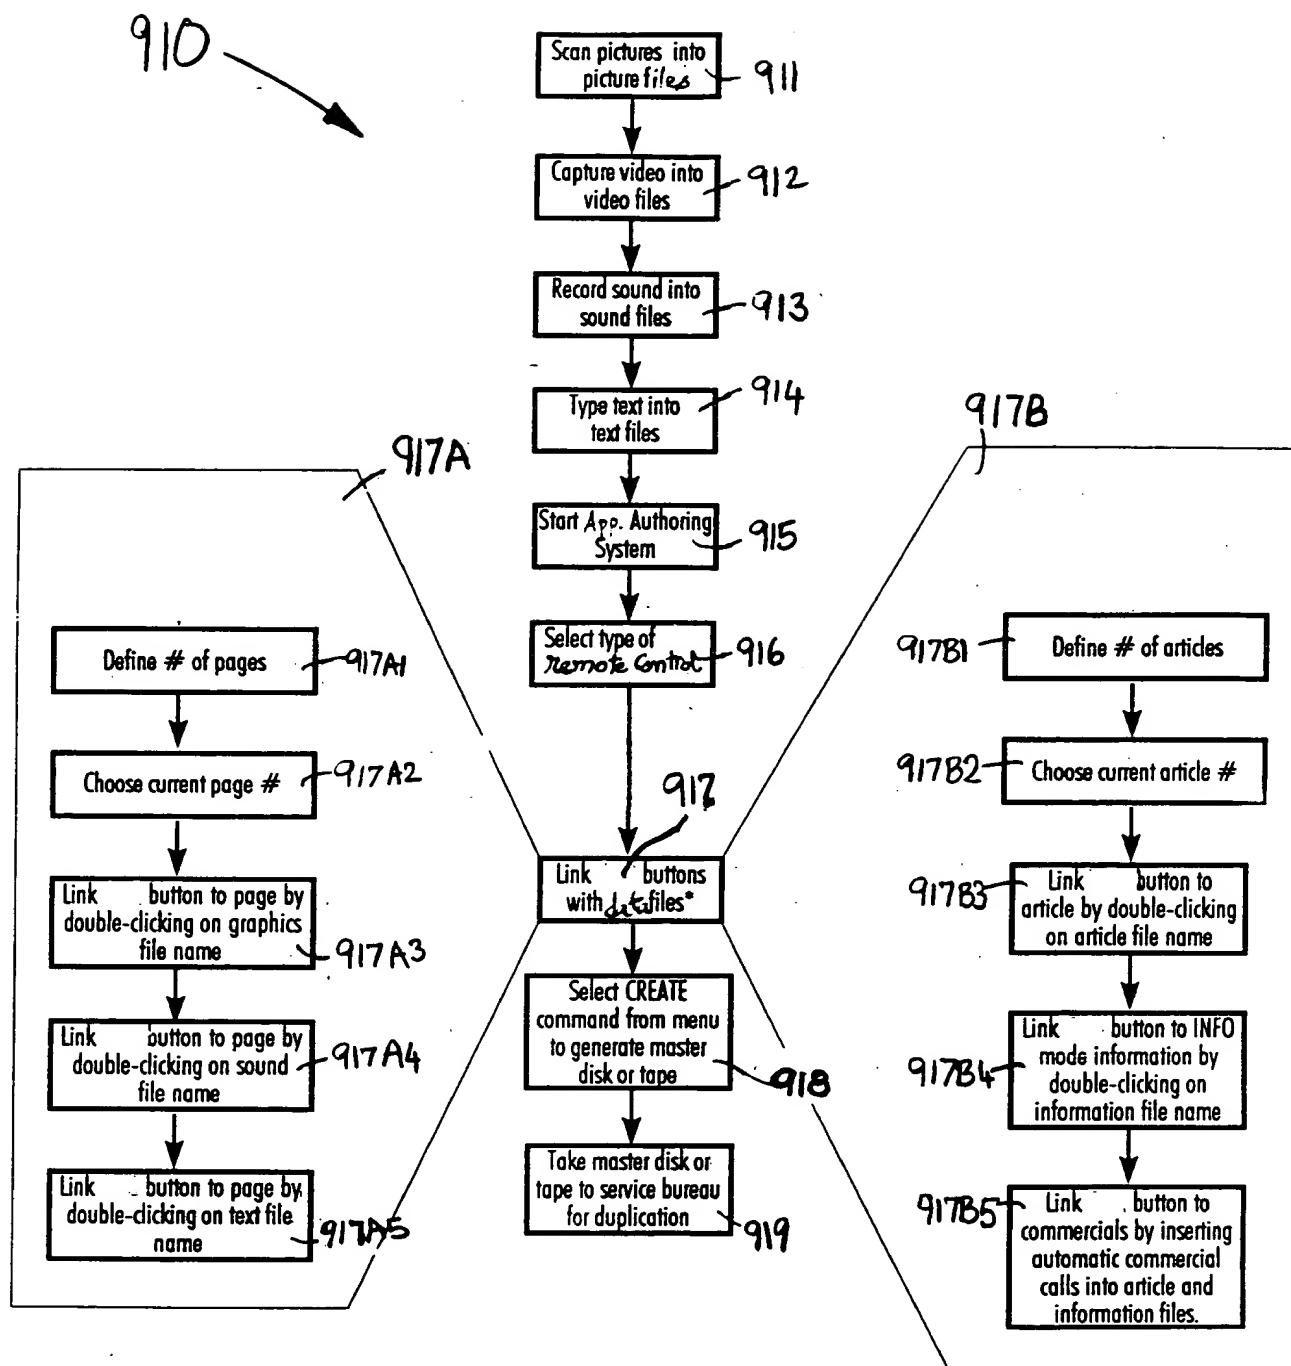 910
Scan pictures into
picture files
911
Capture video into
video files
912
Record sound into
sound files
913
Type text into
text files
914
Start App. Authoring
System
915
Select type of
Remote Control
916
917
Link buttons
with data files*
Select CREATE
command from menu
to generate master
disk or tape
918
Take master disk or
tape to service bureau
for duplication
919
917A
Define # of pages
917A1
Choose current page #
917A2
Link button to page by
double-clicking on graphics
file name
917A3
Link button to page by
double-clicking on sound
file name
917A4
Link button to page by
double-clicking on text file
name
917A5
917B
917B1
Define # of articles
917B2
Choose current article #
917B3
Link button to
article by double-clicking
on article file name
917B4
Link button to INFO
mode information by
double-clicking on
information file name
917B5
Link button to
commercials by inserting
automatic commercial
calls into article and
information files.